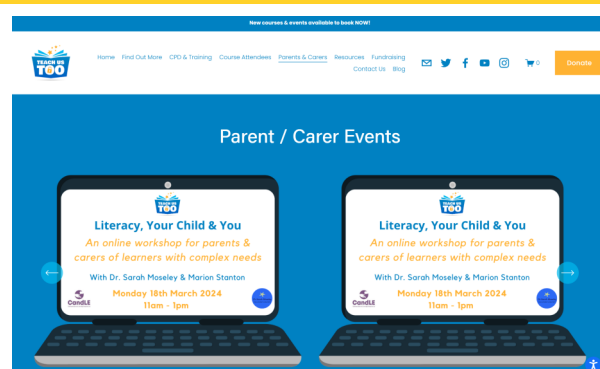 New courses & events available to book NOW!
TEACH US
TOO
Home Find Out More CPD & Training Course Attendees Parents & Carers Resources Fundraising
Contact Us Blog
0
Donate
Parent / Carer Events
TEACH US
TOO
Literacy, Your Child & You
An online workshop for parents &
carers of learners with complex needs
With Dr. Sarah Moseley & Marion Stanton
Monday 18th March 2024
11am - 1pm
CandLE
TEACH US
TOO
Literacy, Your Child & You
An online workshop for parents &
carers of learners with complex needs
With Dr. Sarah Moseley & Marion Stanton
Monday 18th March 2024
11am - 1pm
CandLE